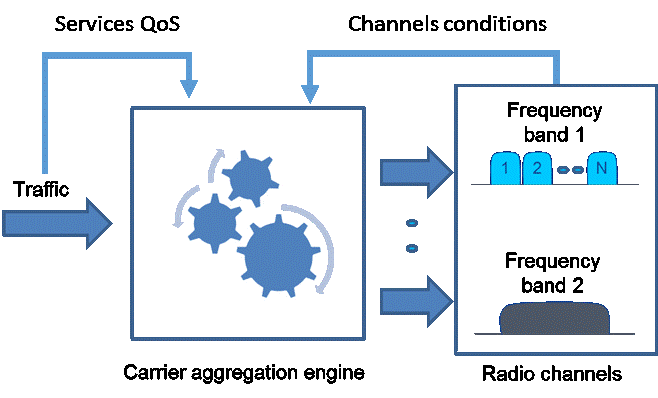 Services QoS
Channels conditions
Traffic
Frequency
band 1
1 2 N
Frequency
band 2
Carrier aggregation engine
Radio channels